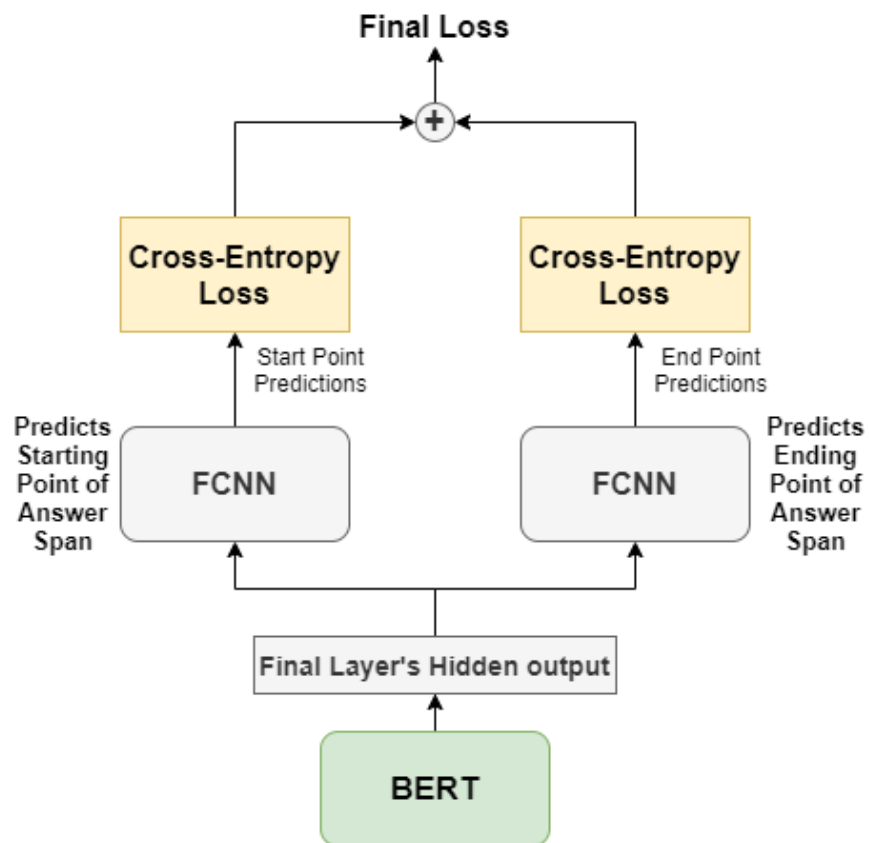 Final Loss
+
Cross-Entropy
Loss
Cross-Entropy
Loss
Start Point
Predictions
End Point
Predictions
Predicts
Starting
Point of
Answer
Span
FCNN
FCNN
Predicts
Ending
Point of
Answer
Span
Final Layer's Hidden output
BERT